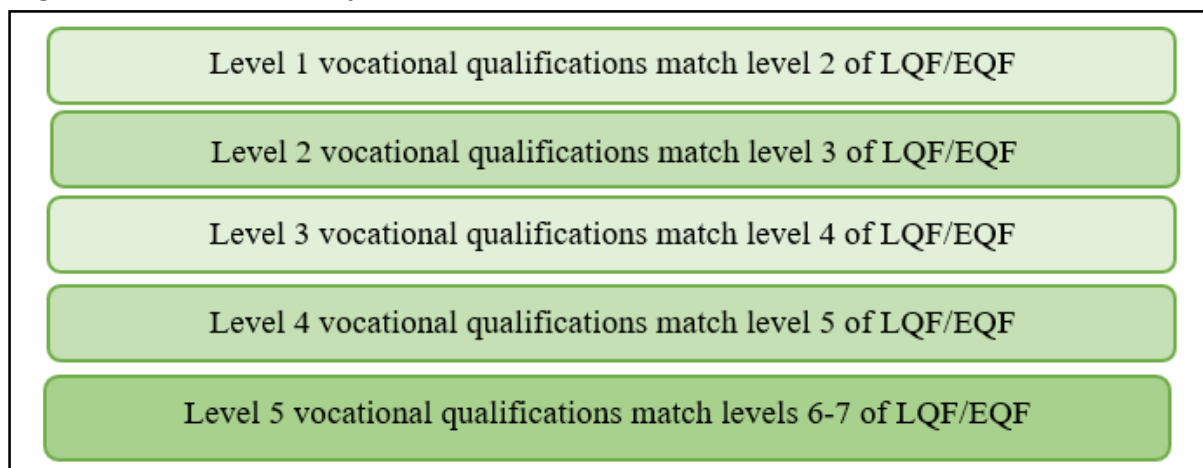 Level 1 vocational qualifications match level 2 of LQF/EQF
Level 2 vocational qualifications match level 3 of LQF/EQF
Level 3 vocational qualifications match level 4 of LQF/EQF
Level 4 vocational qualifications match level 5 of LQF/EQF
Level 5 vocational qualifications match levels 6-7 of LQF/EQF